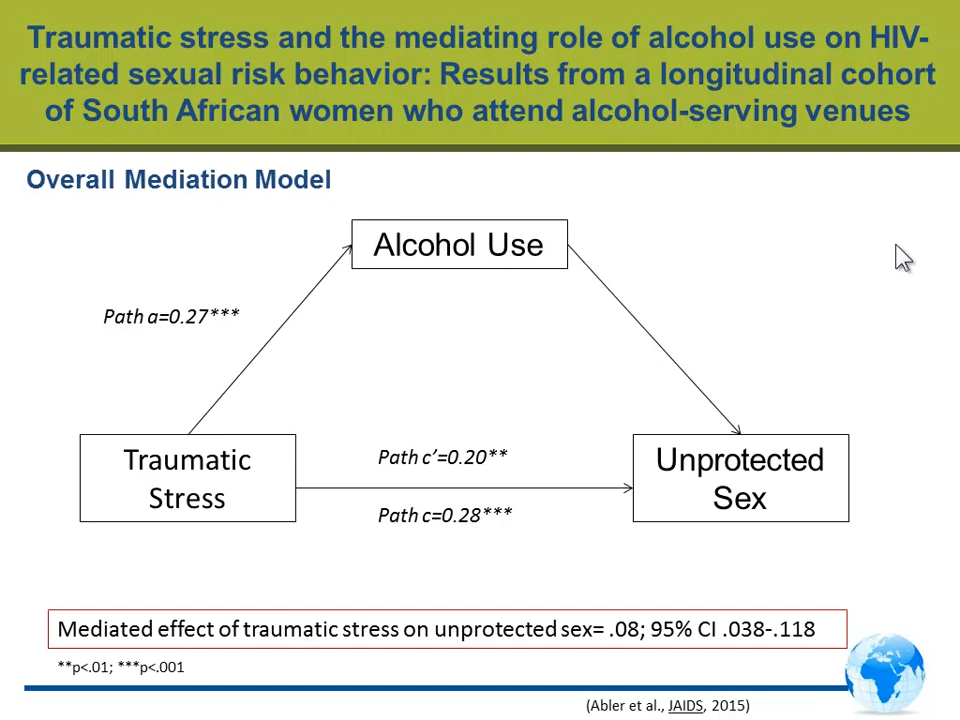 Traumatic stress and the mediating role of alcohol use on HIV-
related sexual risk behavior: Results from a longitudinal cohort
of South African women who attend alcohol-serving venues
Overall Mediation Model
Alcohol Use
Path a=0.27***
Traumatic
Stress
Path c’=0.20**
Path c=0.28***
Unprotected
Sex
Mediated effect of traumatic stress on unprotected sex= .08; 95% CI .038-.118
**p<.01; ***p<.001
(Abler et al., JAIDS, 2015)